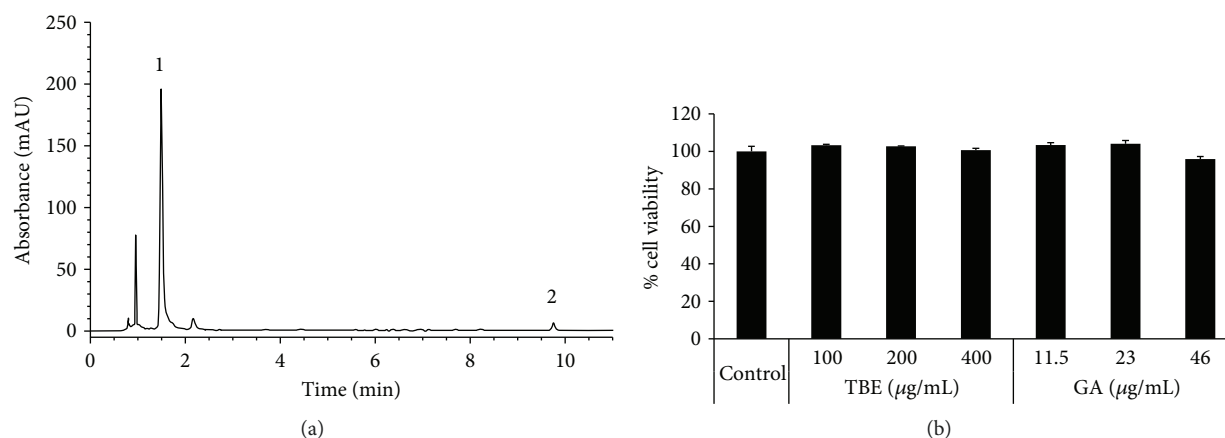 250
200
150
100
50
0
Absorbance (mAU)
1
2
0 2 4 6 8 10
Time (min)
(a)
120
100
80
60
40
20
0
% cell viability
Control 100 200 400 11.5 23 46
TBE (μg/mL) GA (μg/mL)
(b)